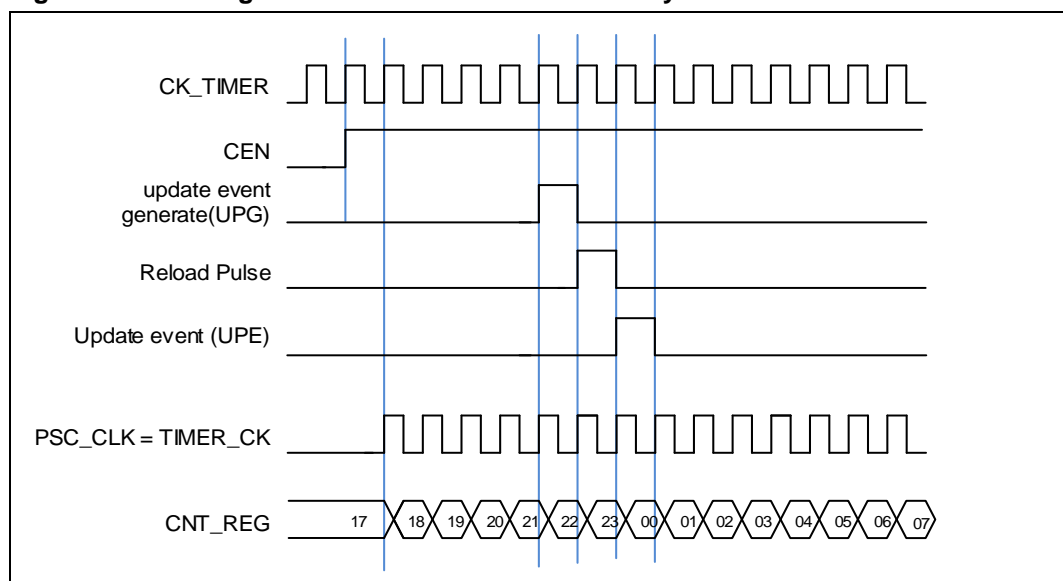 CK_TIMER
CEN
update event
generate(UPG)
Reload Pulse
Update event (UPE)
PSC_CLK = TIMER_CK
CNT_REG 17 18 19 20 21 22 23 00 01 02 03 04 05 06 07